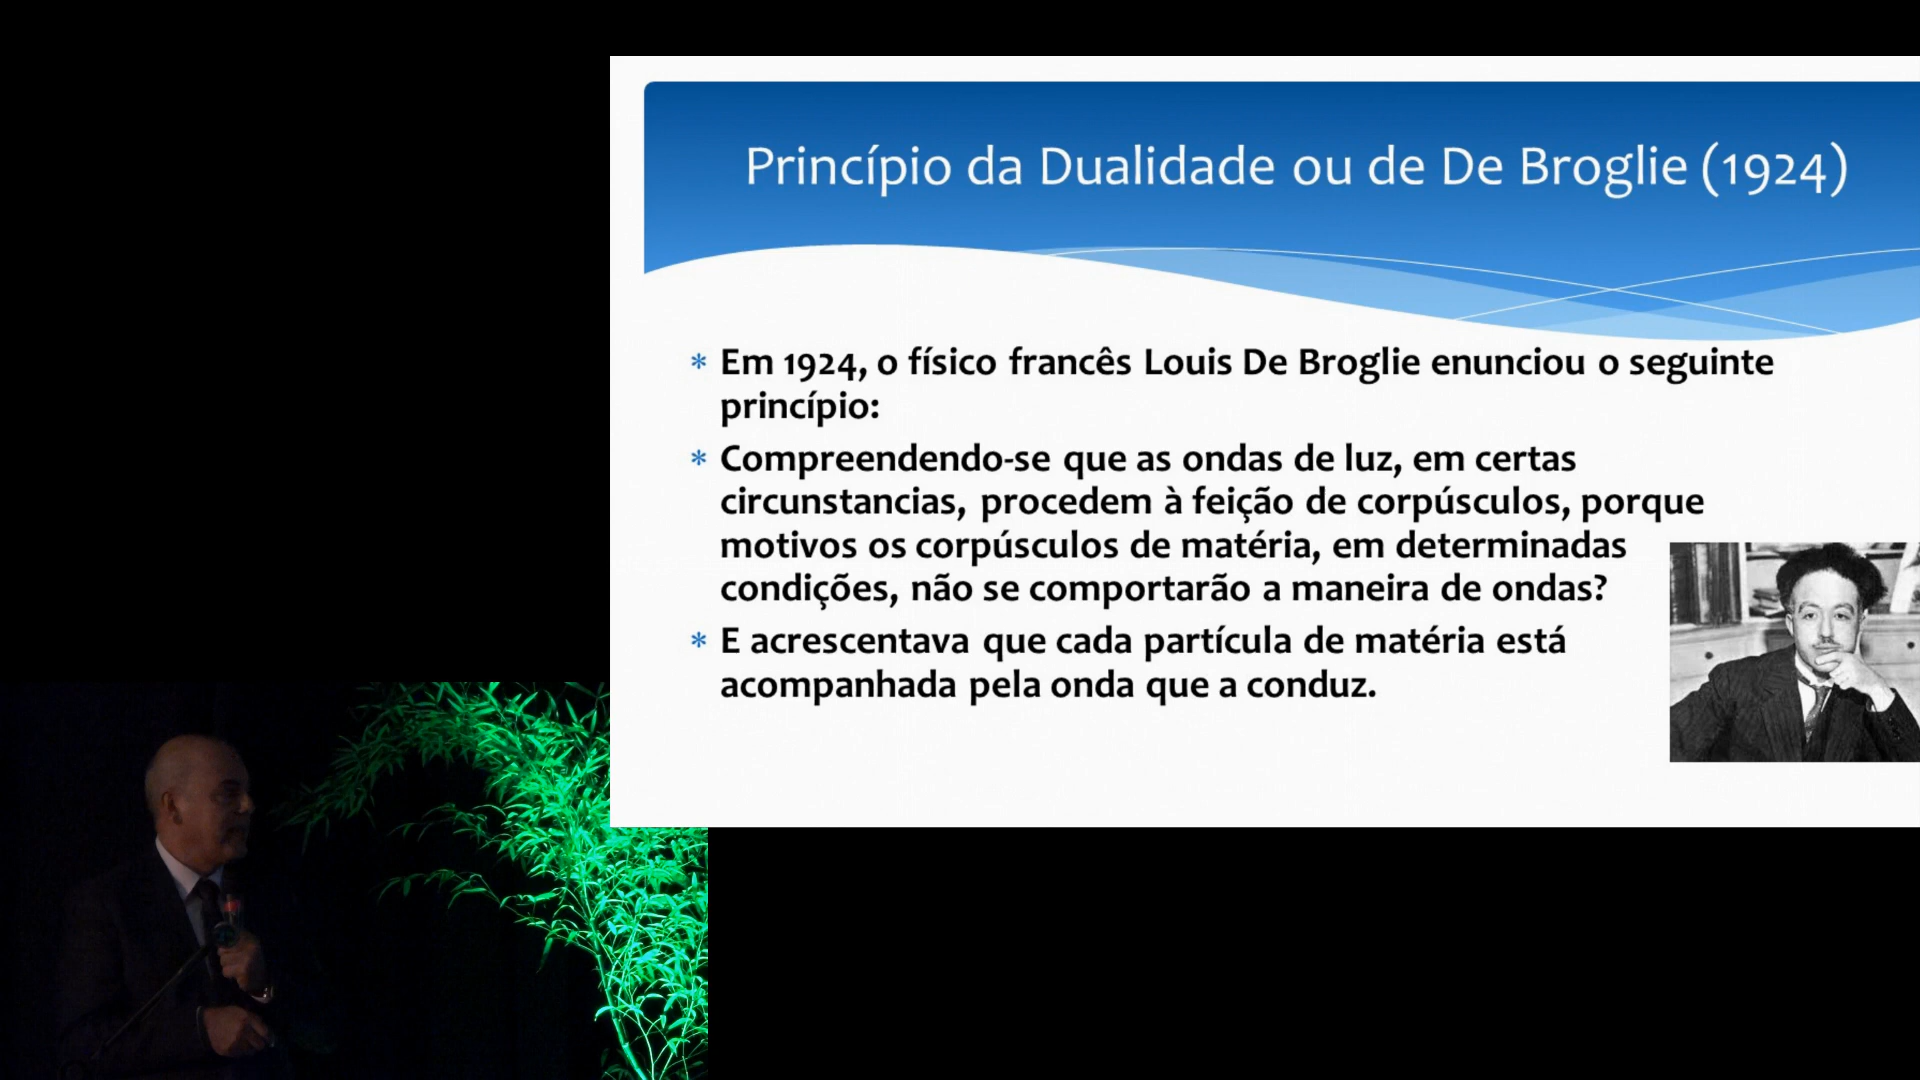 Princípio da Dualidade ou de De Broglie (1924)
* Em 1924, o físico francês Louis De Broglie enunciou o seguinte
princípio:
* Compreendendo-se que as ondas de luz, em certas
circunstancias, procedem à feição de corpúsculos, porque
motivos os corpúsculos de matéria, em determinadas
condições, não se comportarão a maneira de ondas?
* E acrescentava que cada partícula de matéria está
acompanhada pela onda que a conduz.